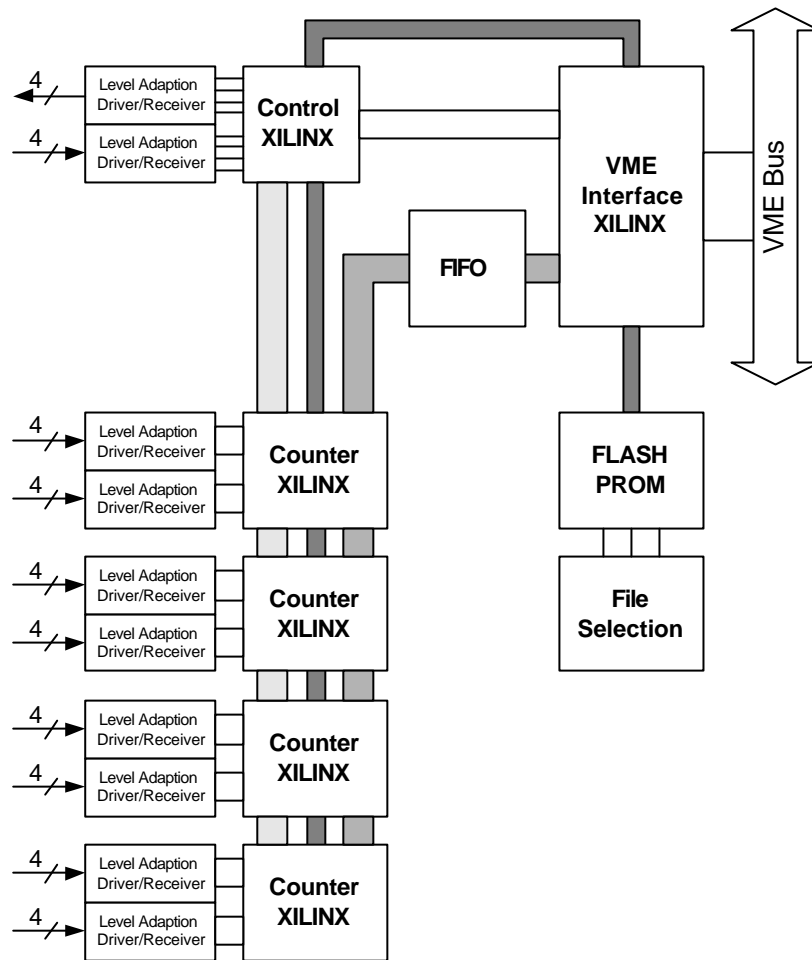 4
Level Adaption
Driver/Receiver
4
Level Adaption
Driver/Receiver
Control
XILINX
VME
Interface
XILINX
VME Bus
FIFO
4
Level Adaption
Driver/Receiver
4
Level Adaption
Driver/Receiver
Counter
XILINX
FLASH
PROM
4
Level Adaption
Driver/Receiver
4
Level Adaption
Driver/Receiver
Counter
XILINX
File
Selection
4
Level Adaption
Driver/Receiver
4
Level Adaption
Driver/Receiver
Counter
XILINX
4
Level Adaption
Driver/Receiver
4
Level Adaption
Driver/Receiver
Counter
XILINX